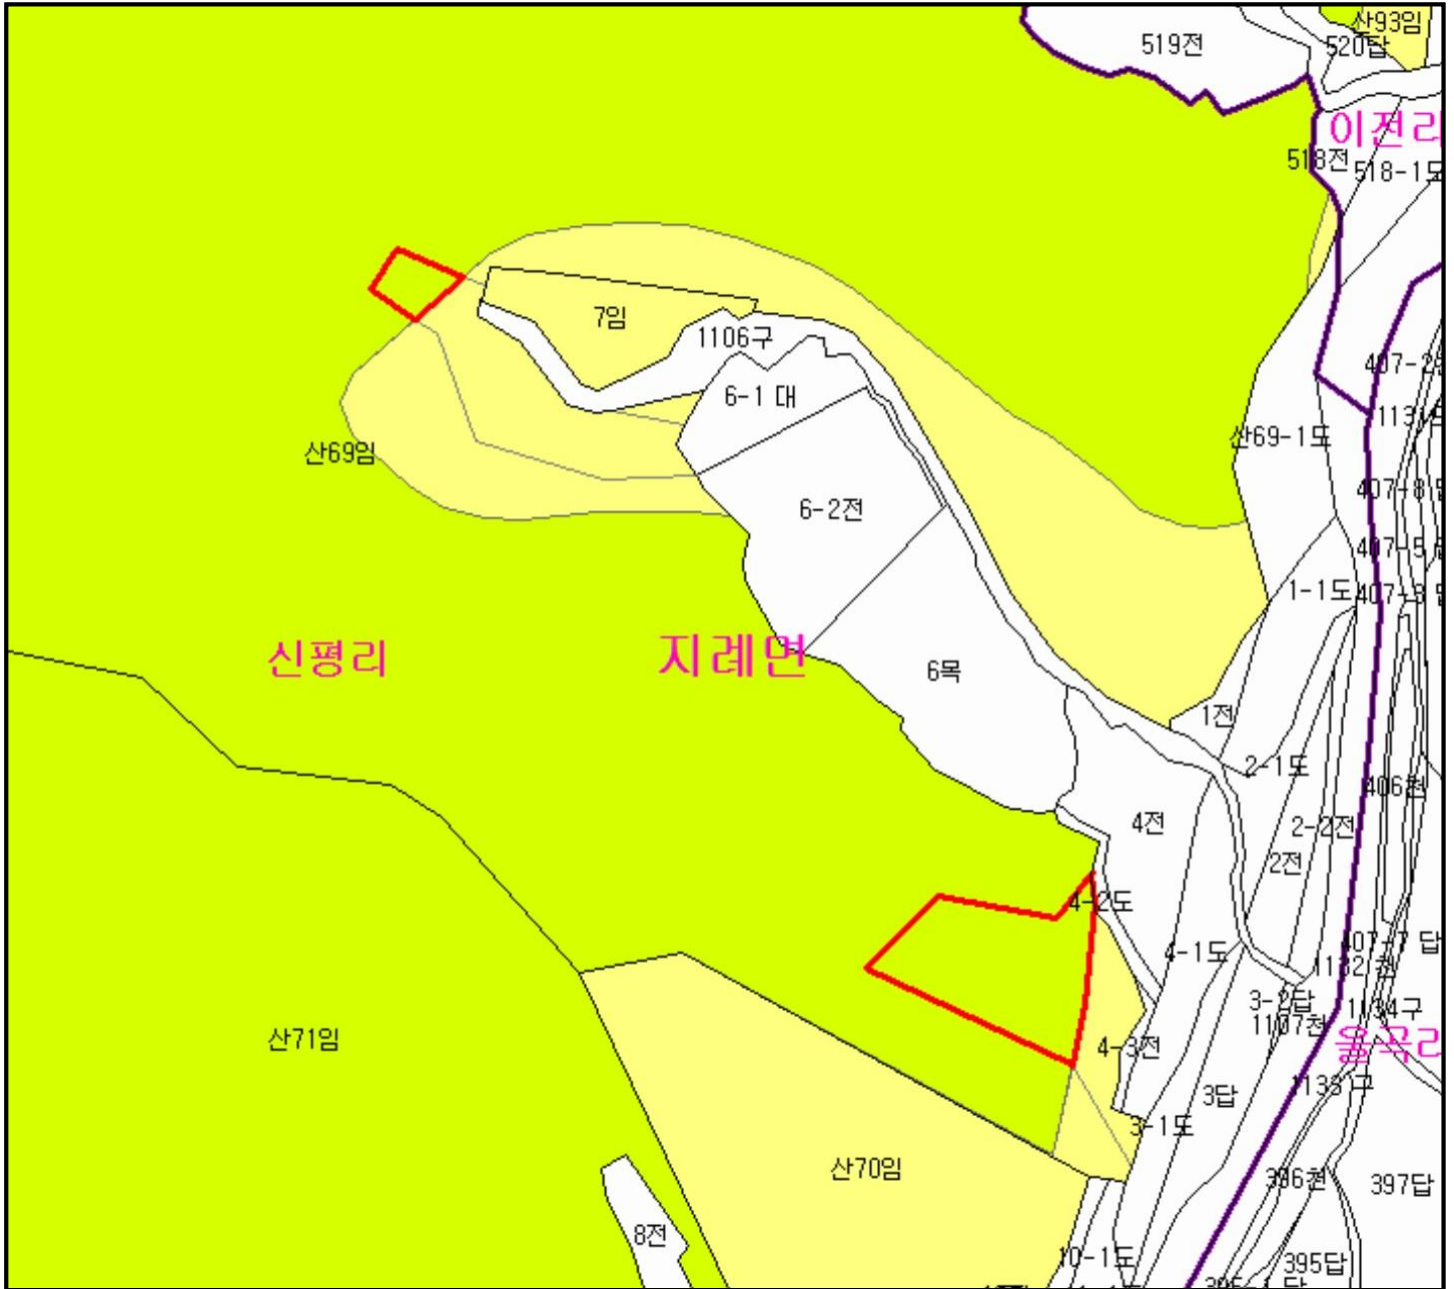 산93임
519전
520답
이전리
518전
518-1도
7임
1106구
407-2
6-1 대
산69-1도
산69임
6-2전
1-1도
신평리
지례면
6목
1전
2-1도
406천
4전
2-2전
2전
4-2도
4-1도
407-7 답
1132 천
3-2답
1134구
1107천
산71임
4-3전
율곡리
1133구
3답
3-1도
산70임
396천
397답
8전
10-1도
395답